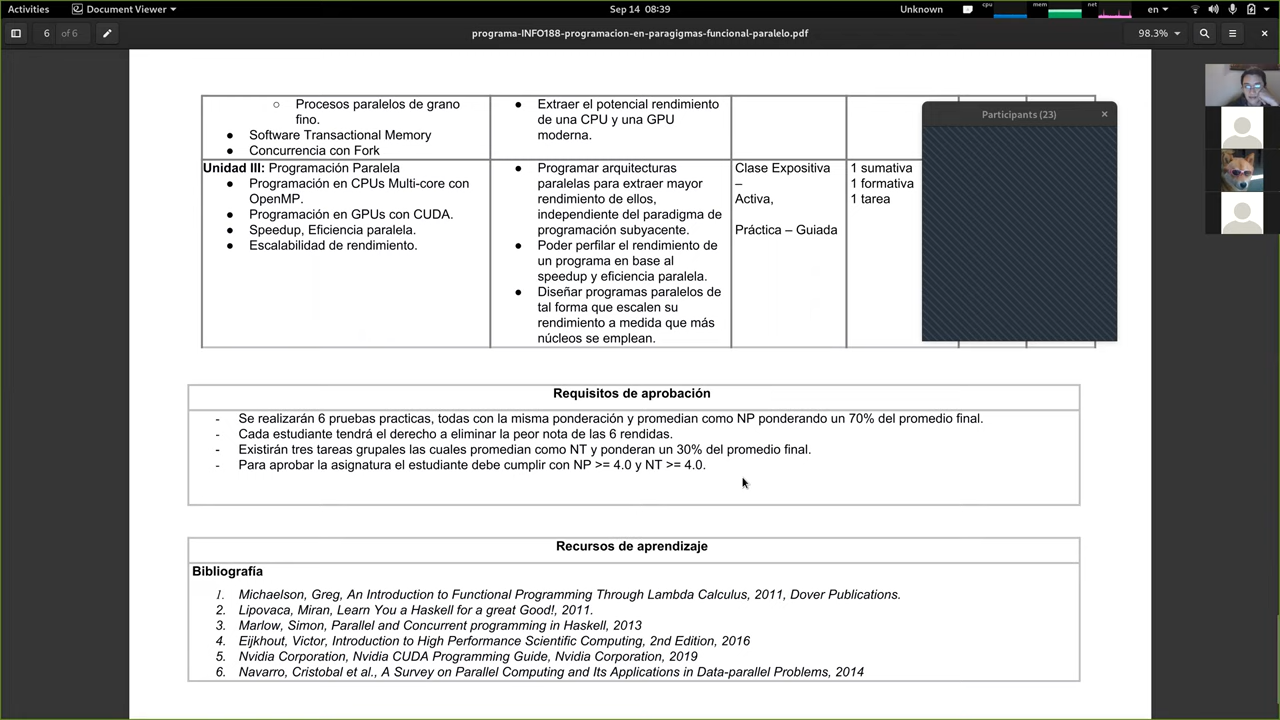 Activities
Document Viewer
Sep 14 08:39
Unknown
cpu
mem
net
en
6 of 6
programa-INFO188-programacion-en-paragigmas-funcional-paralelo.pdf
98.3%
○ Procesos paralelos de grano
fino.
● Software Transactional Memory
● Concurrencia con Fork
● Extraer el potencial rendimiento
de una CPU y una GPU
moderna.
Unidad III: Programación Paralela
● Programación en CPUs Multi-core con
OpenMP.
● Programación en GPUs con CUDA.
● Speedup, Eficiencia paralela.
● Escalabilidad de rendimiento.
● Programar arquitecturas
paralelas para extraer mayor
rendimiento de ellos,
independiente del paradigma de
programación subyacente.
● Poder perfilar el rendimiento de
un programa en base al
speedup y eficiencia paralela.
● Diseñar programas paralelos de
tal forma que escalen su
rendimiento a medida que más
núcleos se emplean.
Clase Expositiva
–
Activa,
Práctica – Guiada
1 sumativa
1 formativa
1 tarea
Participants (23)
Requisitos de aprobación
- Se realizarán 6 pruebas practicas, todas con la misma ponderación y promedian como NP ponderando un 70% del promedio final.
- Cada estudiante tendrá el derecho a eliminar la peor nota de las 6 rendidas.
- Existirán tres tareas grupales las cuales promedian como NT y ponderan un 30% del promedio final.
- Para aprobar la asignatura el estudiante debe cumplir con NP >= 4.0 y NT >= 4.0.
Recursos de aprendizaje
Bibliografía
1. Michaelson, Greg, An Introduction to Functional Programming Through Lambda Calculus, 2011, Dover Publications.
2. Lipovaca, Miran, Learn You a Haskell for a great Good!, 2011.
3. Marlow, Simon, Parallel and Concurrent programming in Haskell, 2013
4. Eijkhout, Victor, Introduction to High Performance Scientific Computing, 2nd Edition, 2016
5. Nvidia Corporation, Nvidia CUDA Programming Guide, Nvidia Corporation, 2019
6. Navarro, Cristobal et al., A Survey on Parallel Computing and Its Applications in Data-parallel Problems, 2014